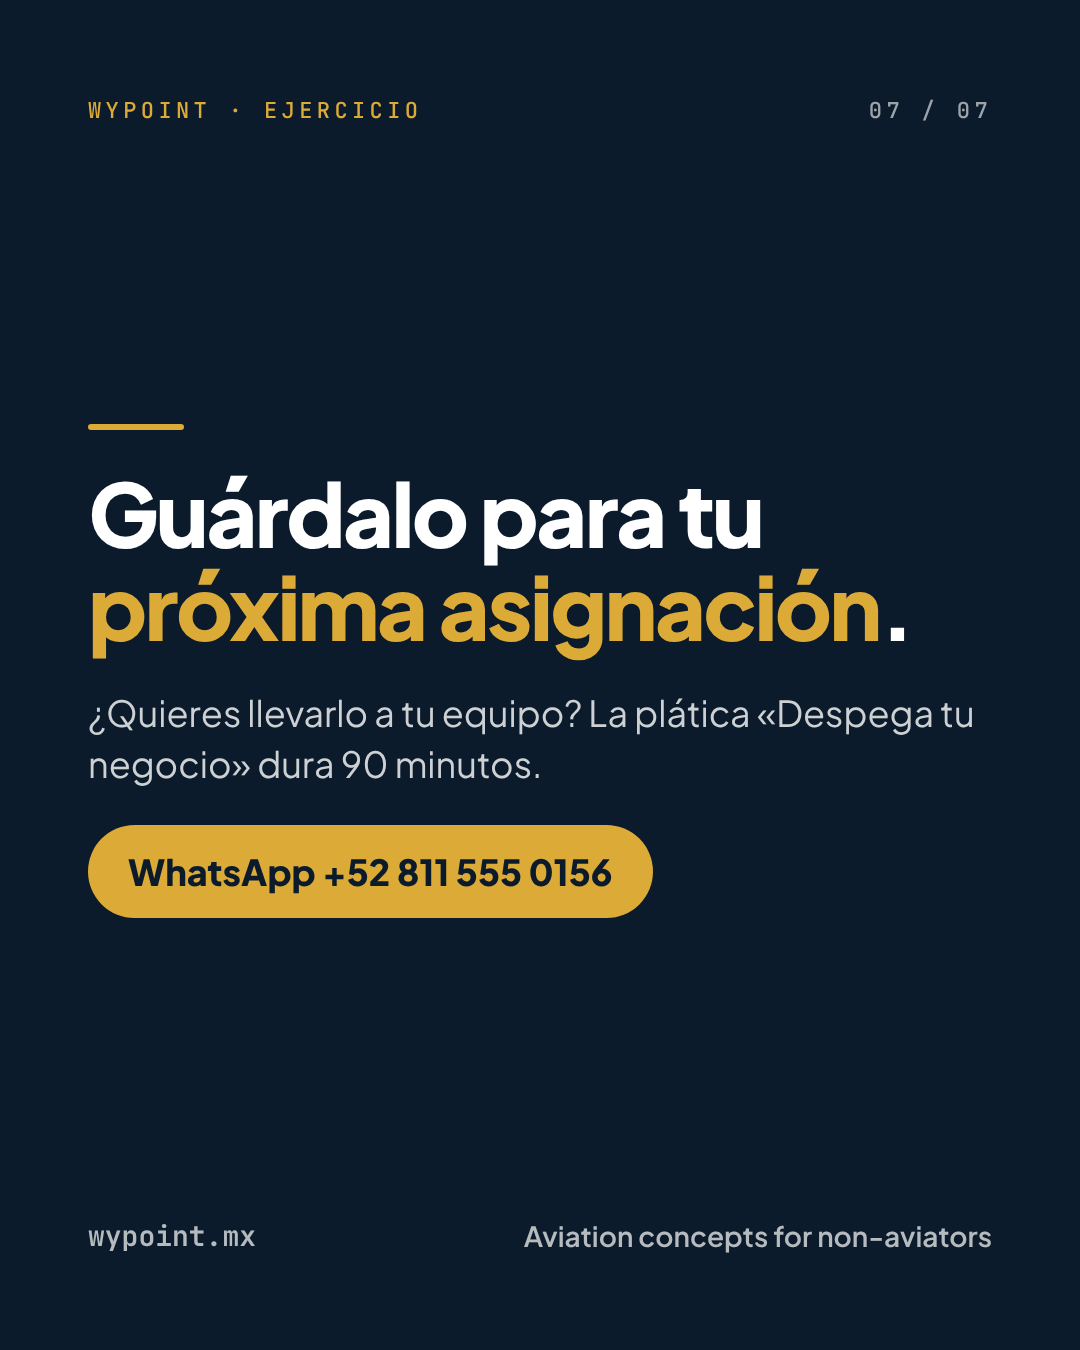 WYPOINT · EJERCICIO
07 / 07
Guárdalo para tu
próxima asignación.
¿Quieres llevarlo a tu equipo? La plática «Despega tu
negocio» dura 90 minutos.
WhatsApp +52 811 555 0156
wypoint.mx
Aviation concepts for non-aviators